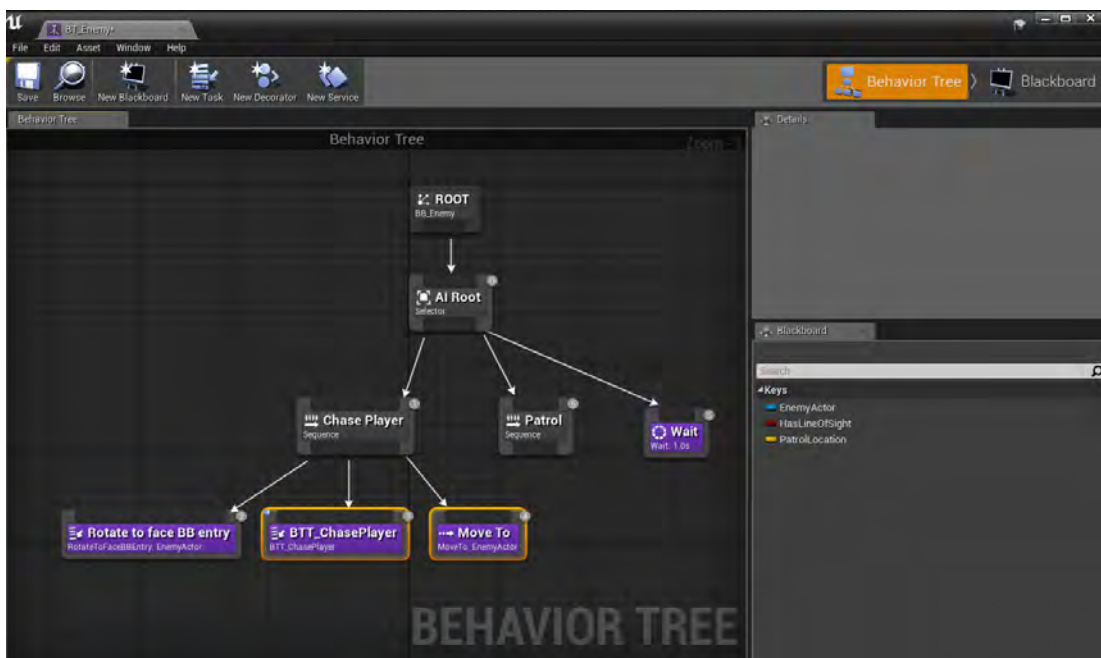 BT_Enemy*
File Edit Asset Window Help
Save Browse New Blackboard New Task New Decorator New Service
Behavior Tree Blackboard
Behavior Tree
Details
Behavior Tree
Zoom -3
ROOT
BB_Enemy
AI Root
Selector
Blackboard
Search
Keys
EnemyActor
HasLineOfSight
PatrolLocation
Chase Player
Sequence
Patrol
Sequence
Wait
Wait: 1.0s
Rotate to face BB entry
RotateToFaceBBEntry: EnemyActor
BTT_ChasePlayer
BTT_ChasePlayer
Move To
MoveTo: EnemyActor
BEHAVIOR TREE